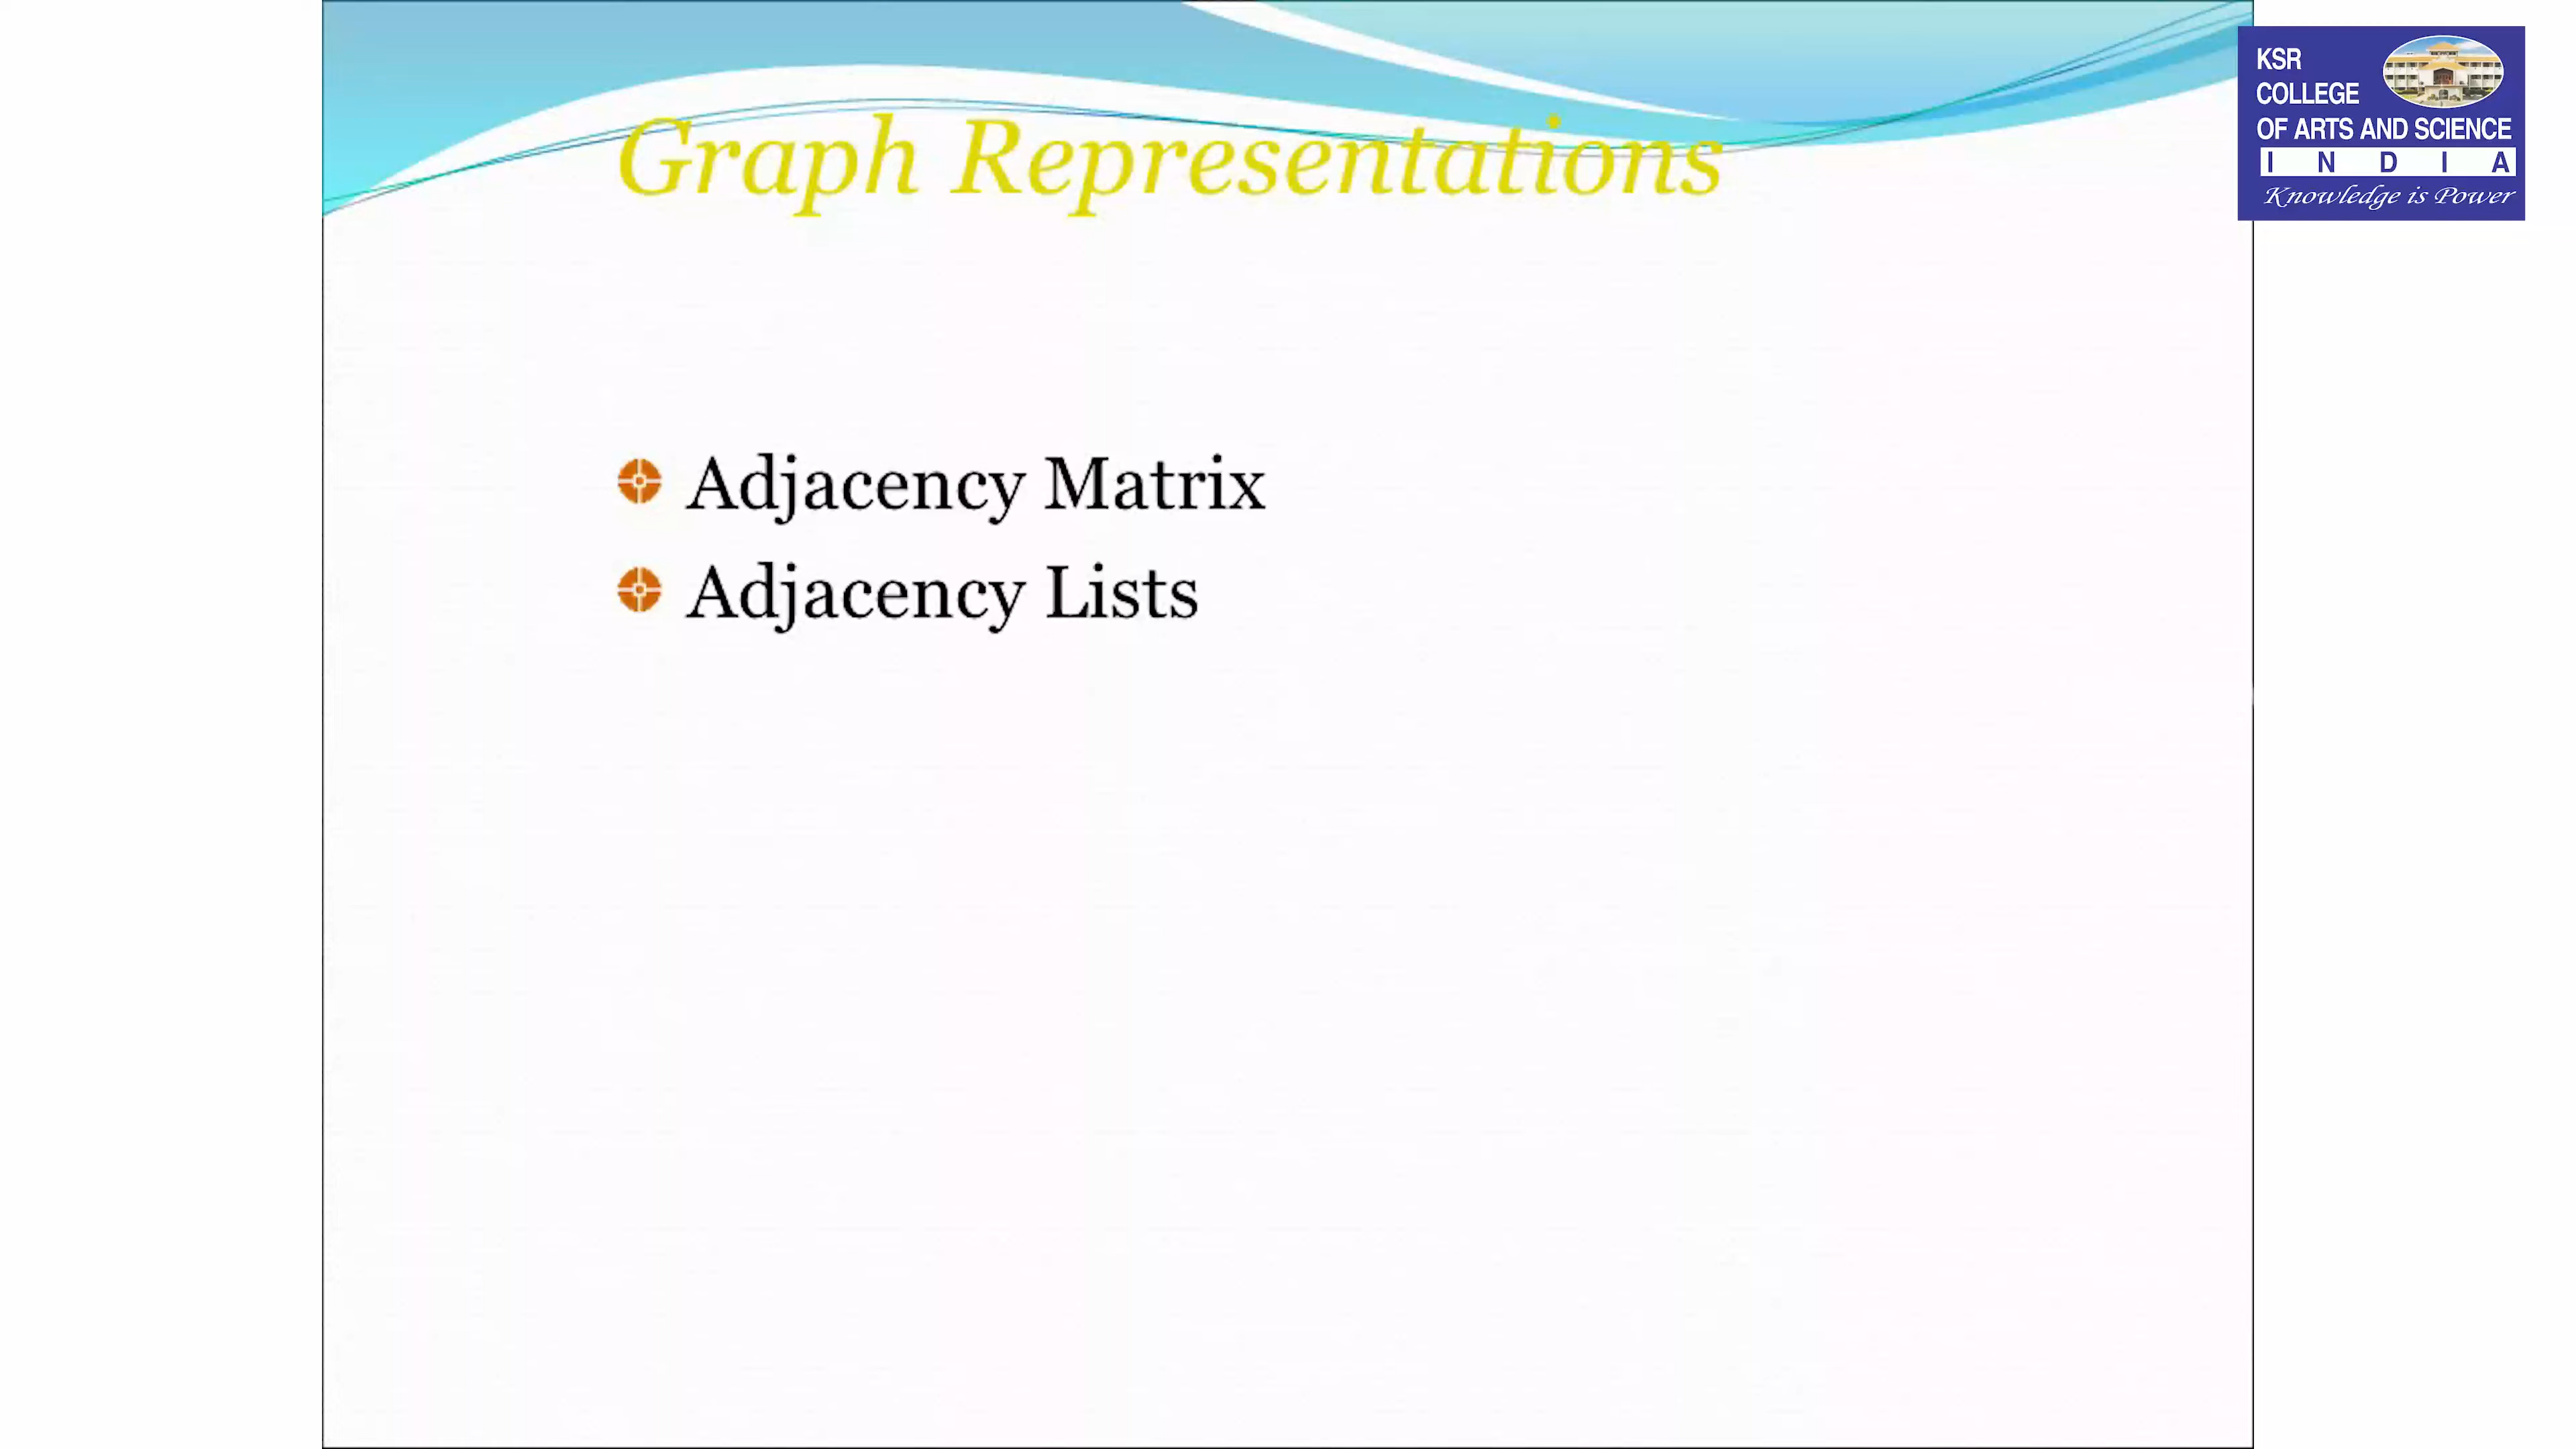 Graph Representations
Adjacency Matrix
Adjacency Lists
KSR
COLLEGE
OF ARTS AND SCIENCE
I N D I A
Knowledge is Power